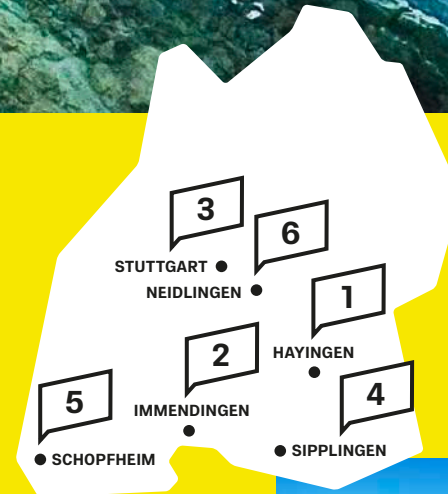 3
6
STUTTGART
NEIDLINGEN
1
2
HAYINGEN
5
4
IMMENDINGEN
SCHOPFHEIM
SIPPLINGEN